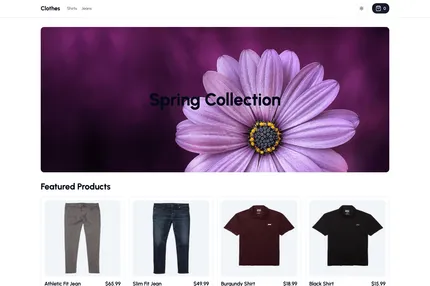 Clothes
Shirts
Jeans
0
Spring Collection
Featured Products
Athletic Fit Jean
$65.99
Slim Fit Jean
$49.99
Burgundy Shirt
$18.99
Black Shirt
$15.99